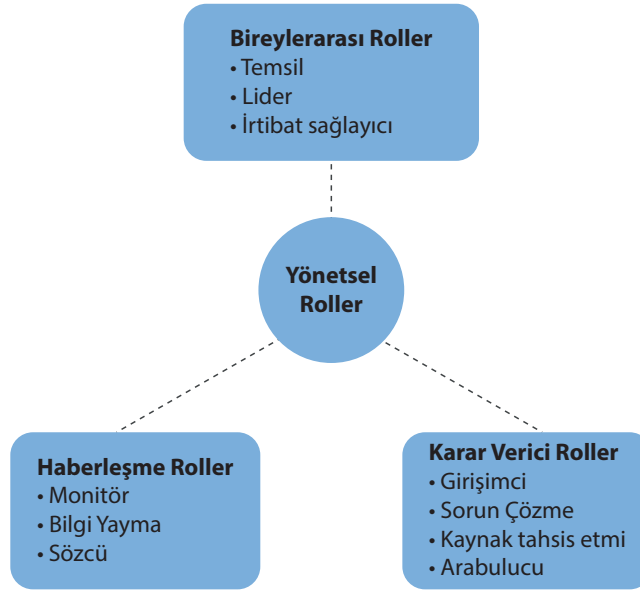 Bireylerarası Roller
• Temsil
• Lider
• İrtibat sağlayıcı
Yönetsel
Roller
Haberleşme Roller
• Monitör
• Bilgi Yayma
• Sözcü
Karar Verici Roller
• Girişimci
• Sorun Çözme
• Kaynak tahsis etmi
• Arabulucu